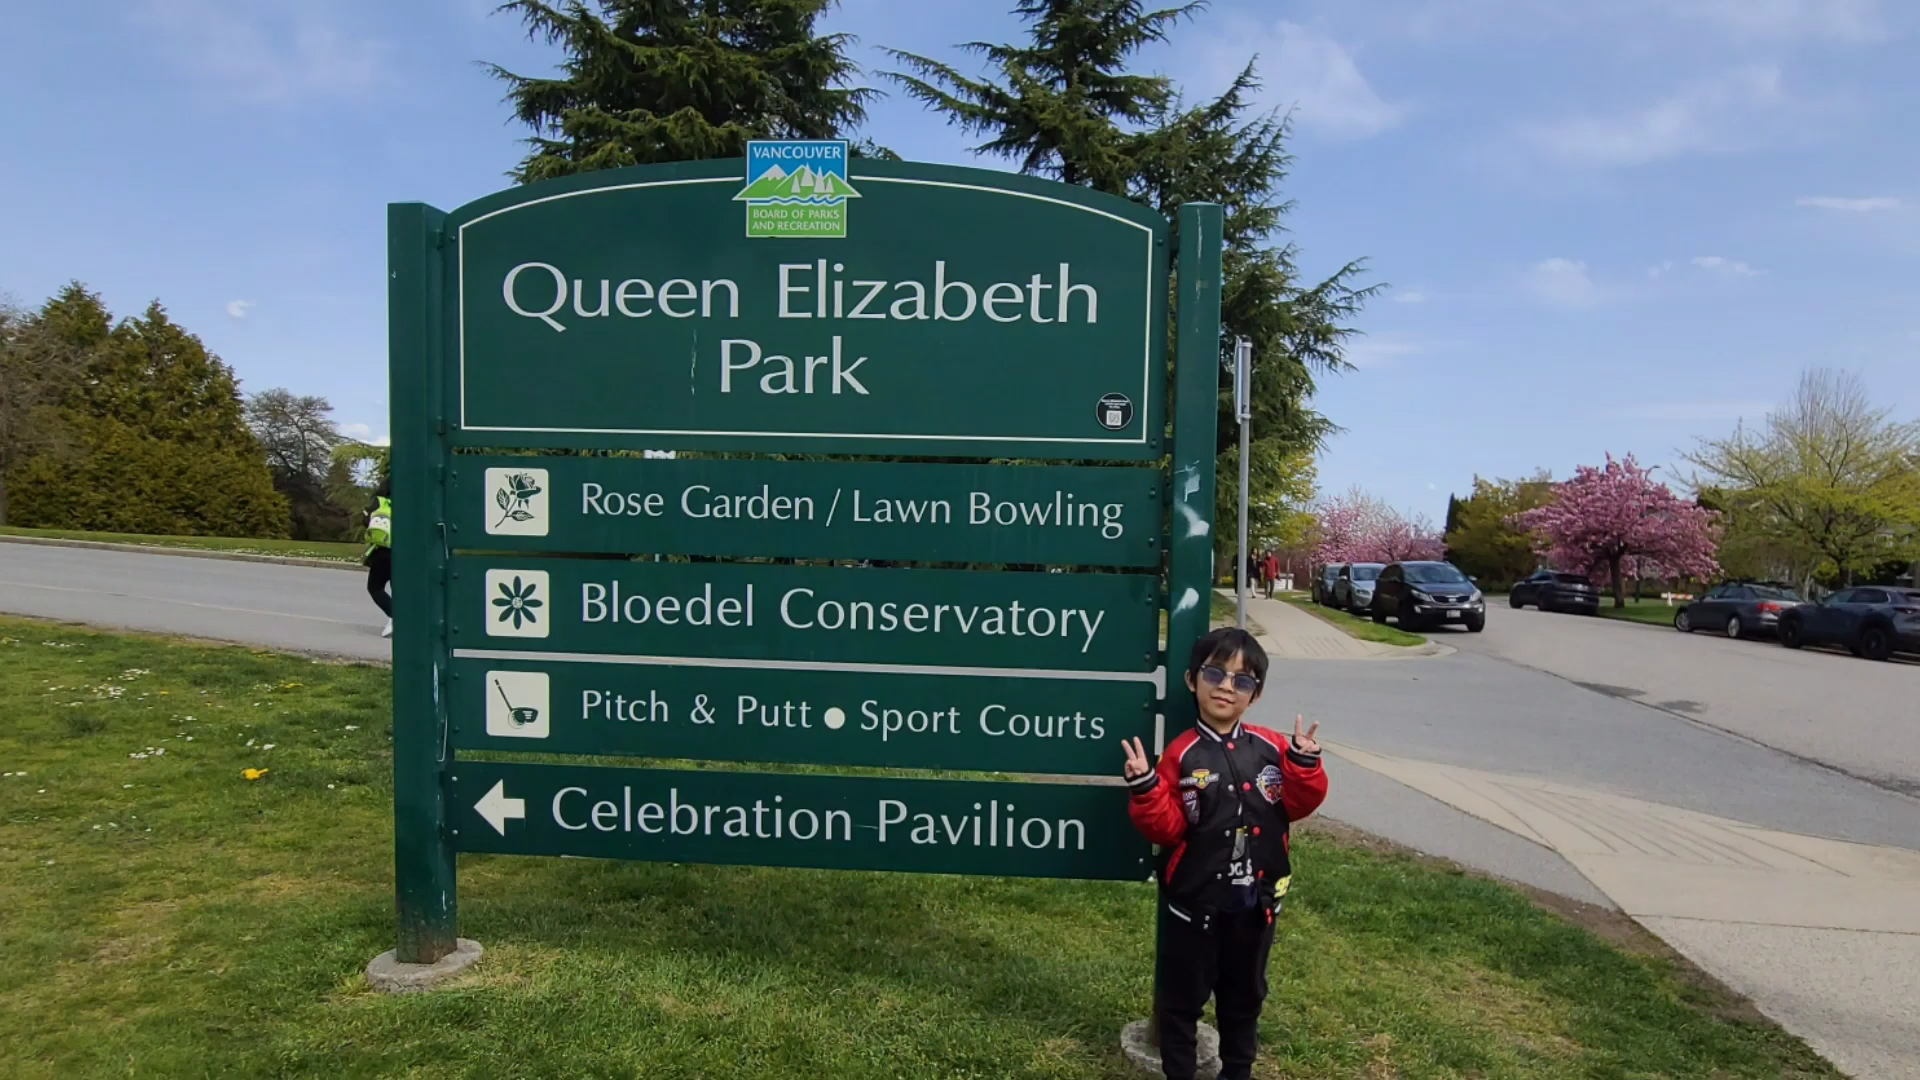 VANCOUVER
BOARD OF PARKS
AND RECREATION
Queen Elizabeth
Park
Rose Garden / Lawn Bowling
Bloedel Conservatory
Pitch & Putt ● Sport Courts
Celebration Pavilion
95